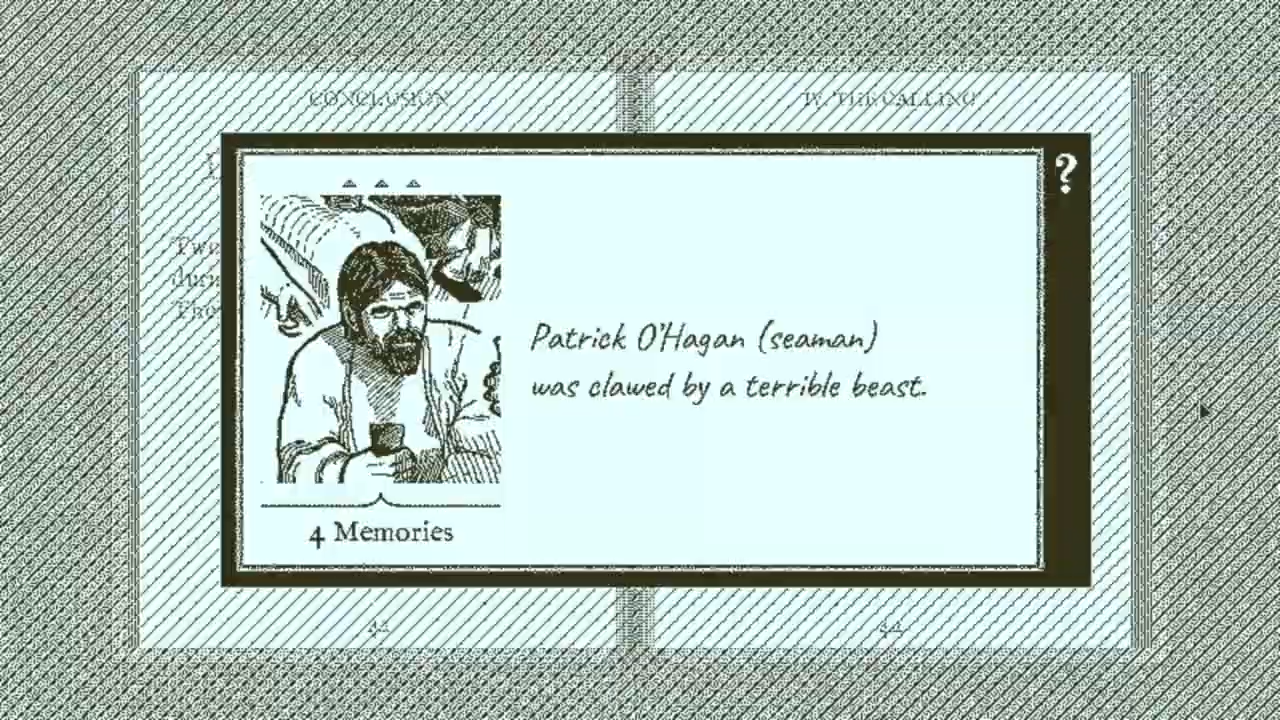 CONCLUSION
IV. THE CALLING
?
4 Memories
Patrick O'Hagan (seaman)
was clawed by a terrible beast.